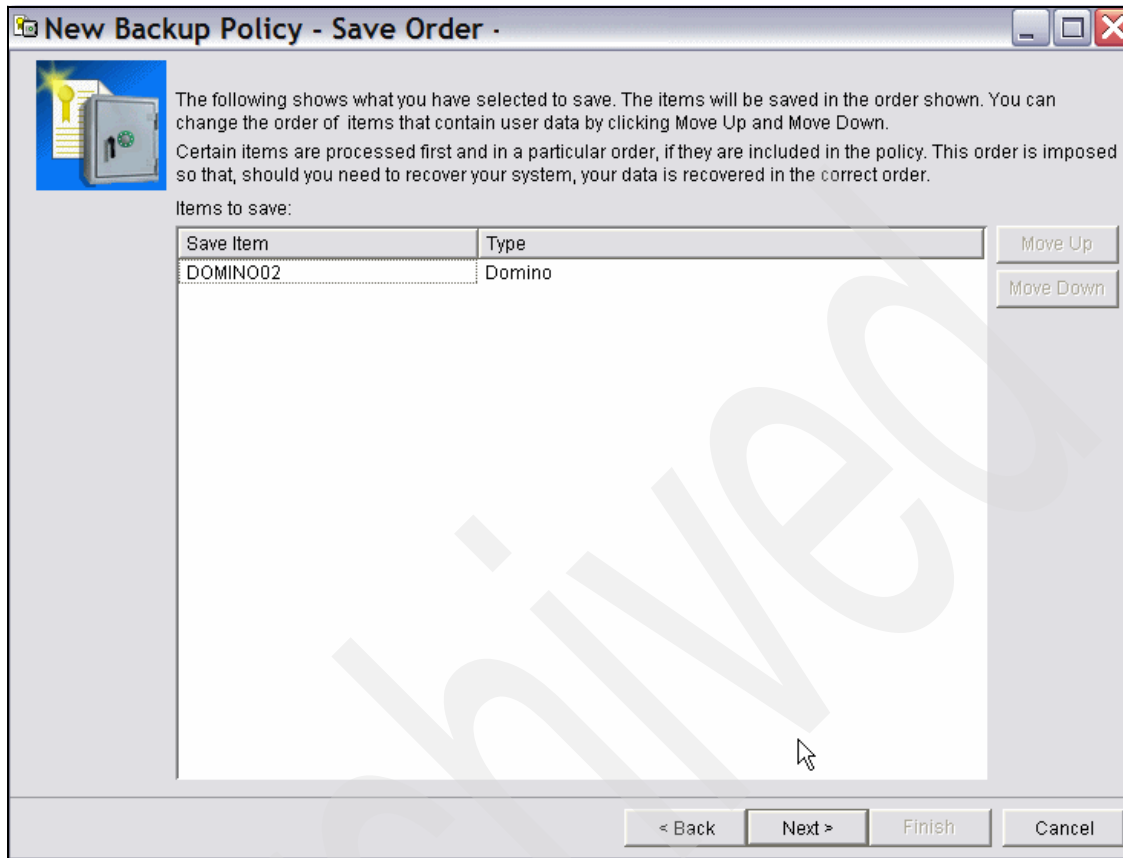 New Backup Policy - Save Order -
The following shows what you have selected to save. The items will be saved in the order shown. You can
change the order of items that contain user data by clicking Move Up and Move Down.
Certain items are processed first and in a particular order, if they are included in the policy. This order is imposed
so that, should you need to recover your system, your data is recovered in the correct order.
Items to save:
Save Item Type Move Up
DOMINO02 Domino Move Down
< Back Next > Finish Cancel